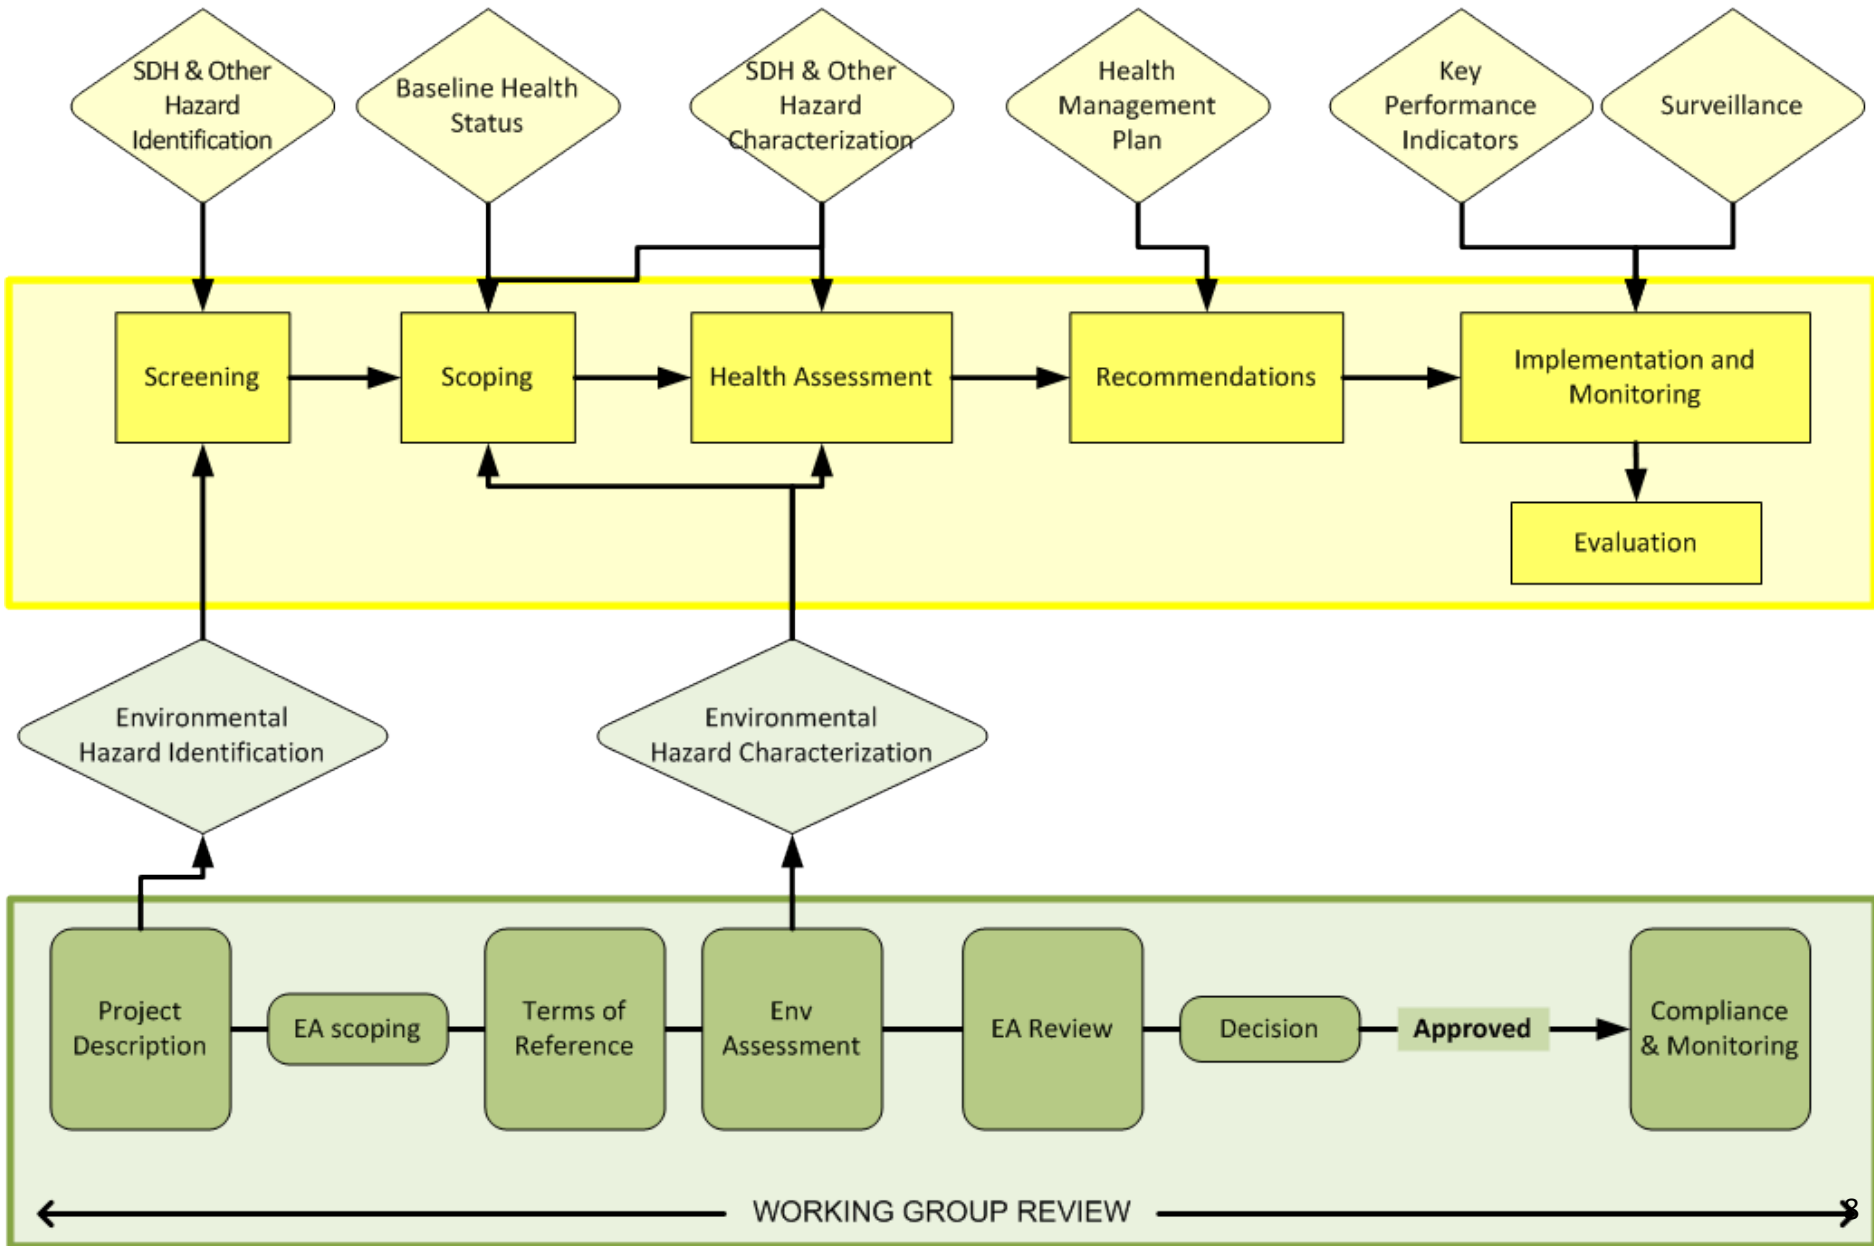 SDH & Other
Hazard
Identification
Baseline Health
Status
SDH & Other
Hazard
Characterization
Health
Management
Plan
Key
Performance
Indicators
Surveillance
Screening
Scoping
Health Assessment
Recommendations
Implementation and
Monitoring
Evaluation
Environmental
Hazard Identification
Environmental
Hazard Characterization
Project
Description
EA scoping
Terms of
Reference
Env
Assessment
EA Review
Decision
Approved
Compliance
& Monitoring
WORKING GROUP REVIEW
8